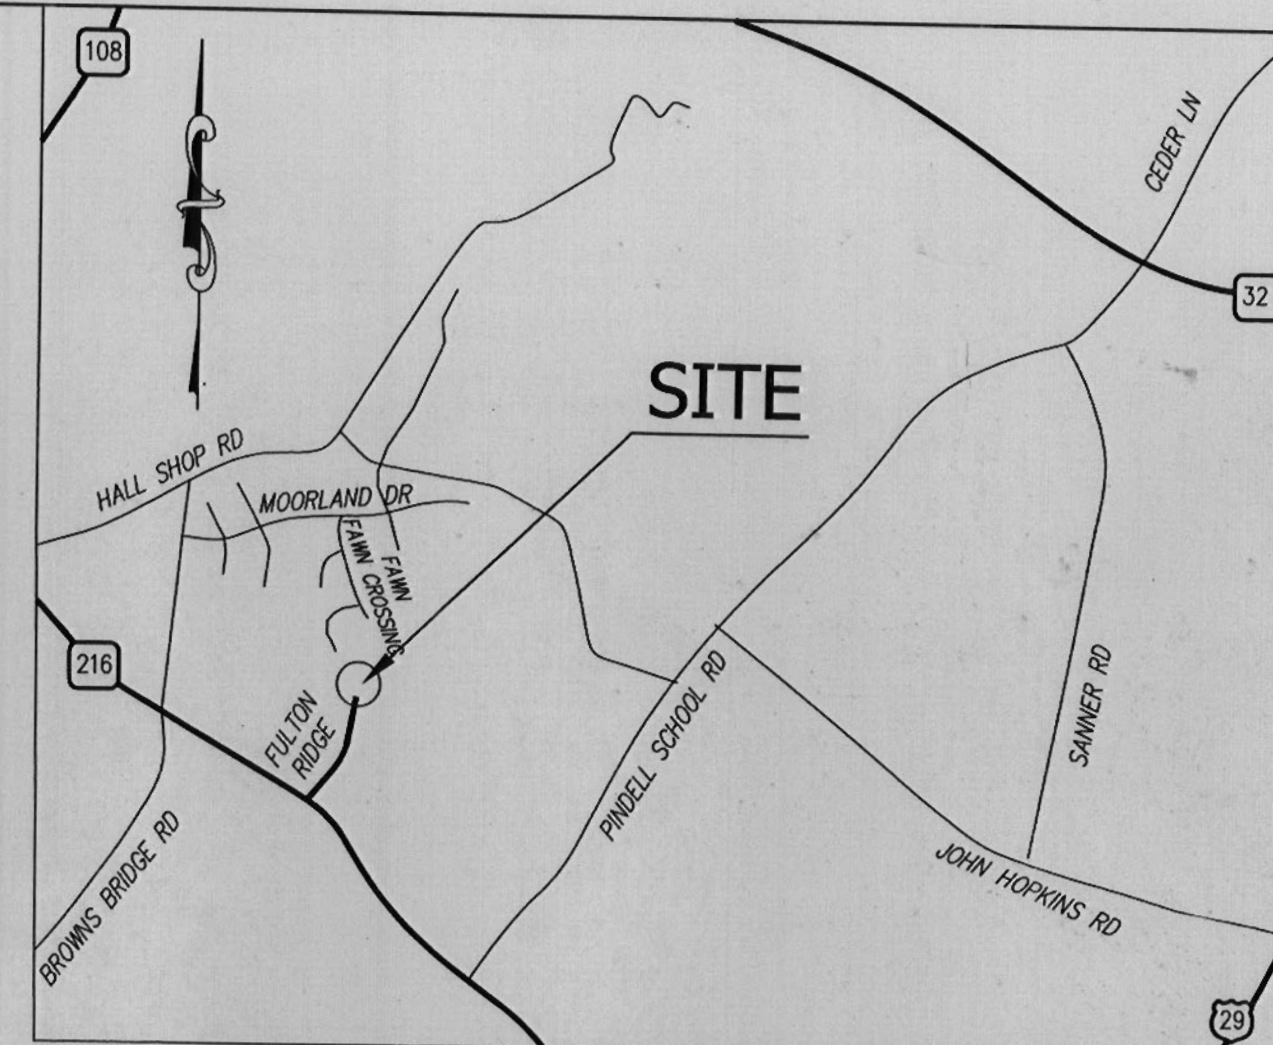 108
CEDER LN
32
SITE
HALL SHOP RD
MOORLAND DR
FAWN CROSSING
FAWN
216
FULTON
RIDGE
PINDELL SCHOOL RD
SANNER RD
BROWNS BRIDGE RD
JOHN HOPKINS RD
29